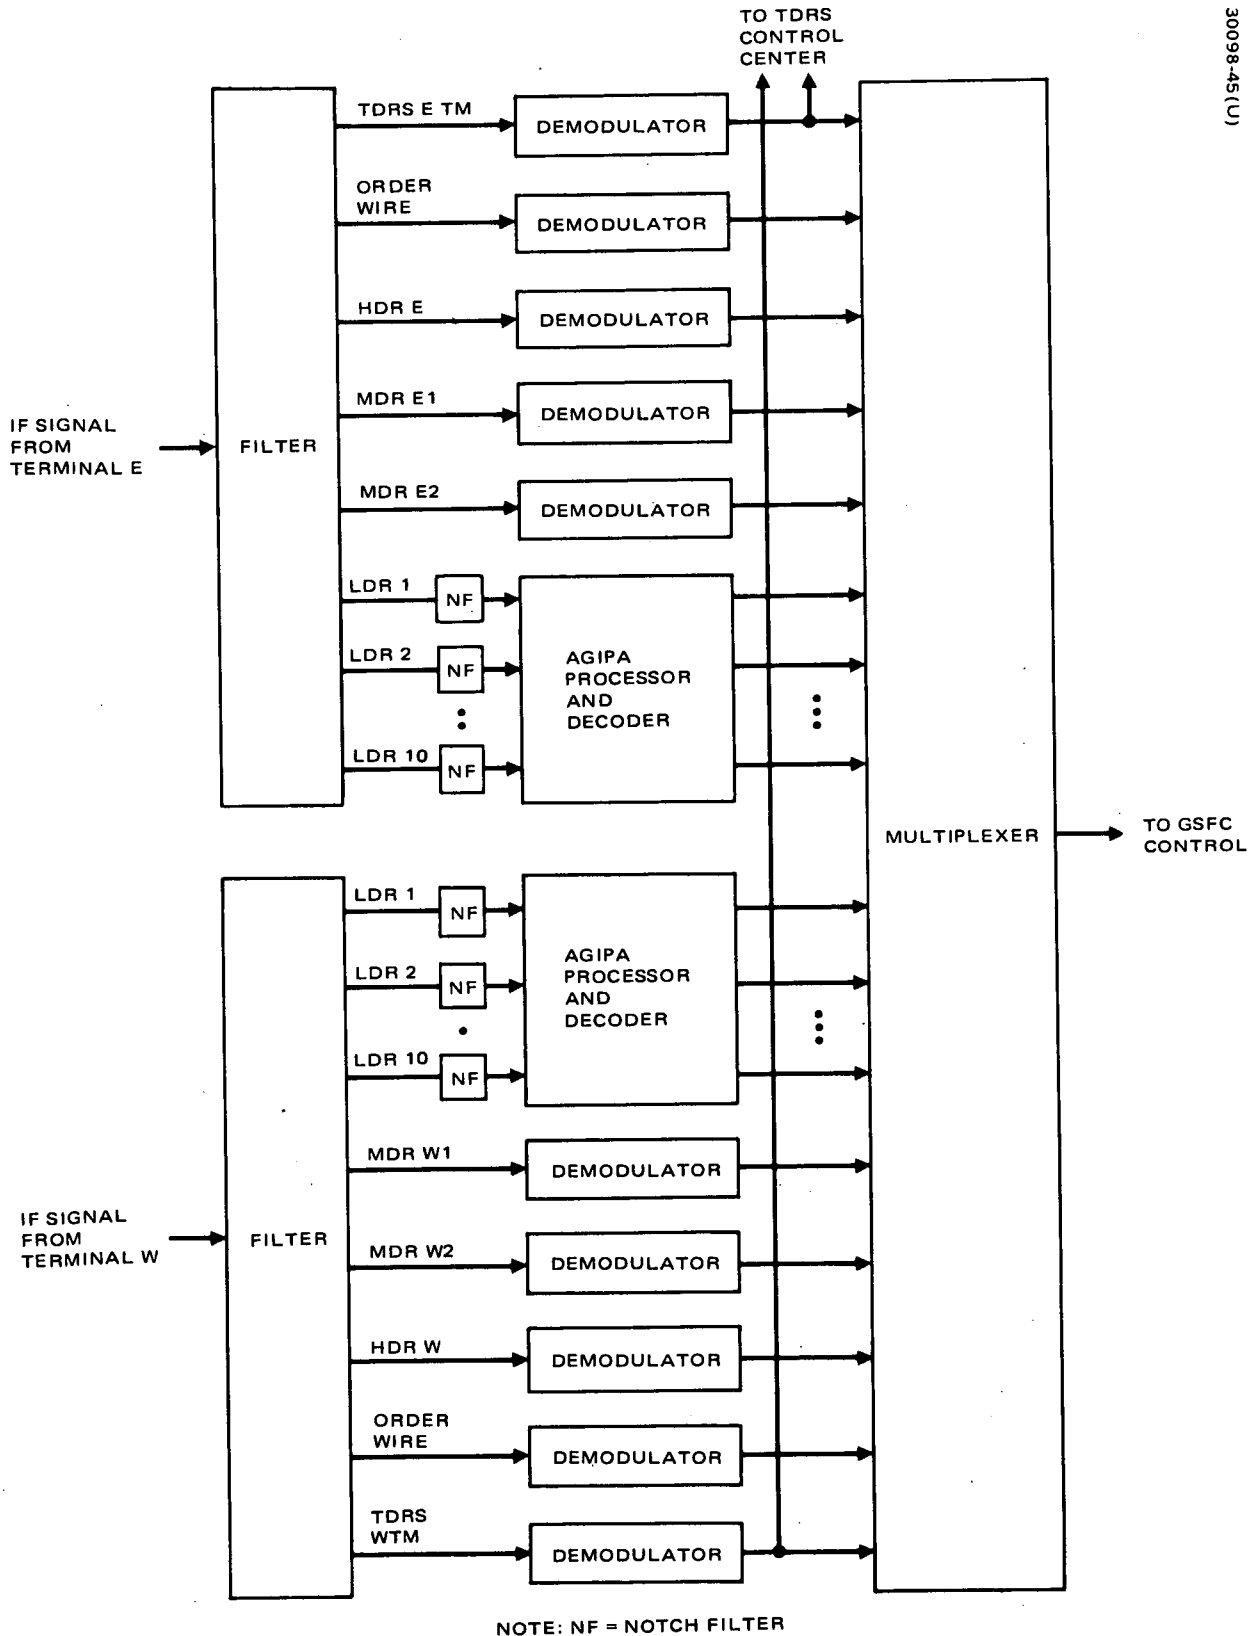 30098-45(U)
TO TDRS
CONTROL
CENTER
TDRS E TM
DEMODULATOR
ORDER
WIRE
DEMODULATOR
HDR E
DEMODULATOR
MDR E1
DEMODULATOR
IF SIGNAL
FROM
TERMINAL E
FILTER
MDR E2
DEMODULATOR
LDR 1
NF
LDR 2
NF
LDR 10
NF
AGIPA
PROCESSOR
AND
DECODER
MULTIPLEXER
TO GSFC
CONTROL
LDR 1
NF
LDR 2
NF
LDR 10
NF
AGIPA
PROCESSOR
AND
DECODER
MDR W1
DEMODULATOR
IF SIGNAL
FROM
TERMINAL W
FILTER
MDR W2
DEMODULATOR
HDR W
DEMODULATOR
ORDER
WIRE
DEMODULATOR
TDRS
WTM
DEMODULATOR
NOTE: NF = NOTCH FILTER